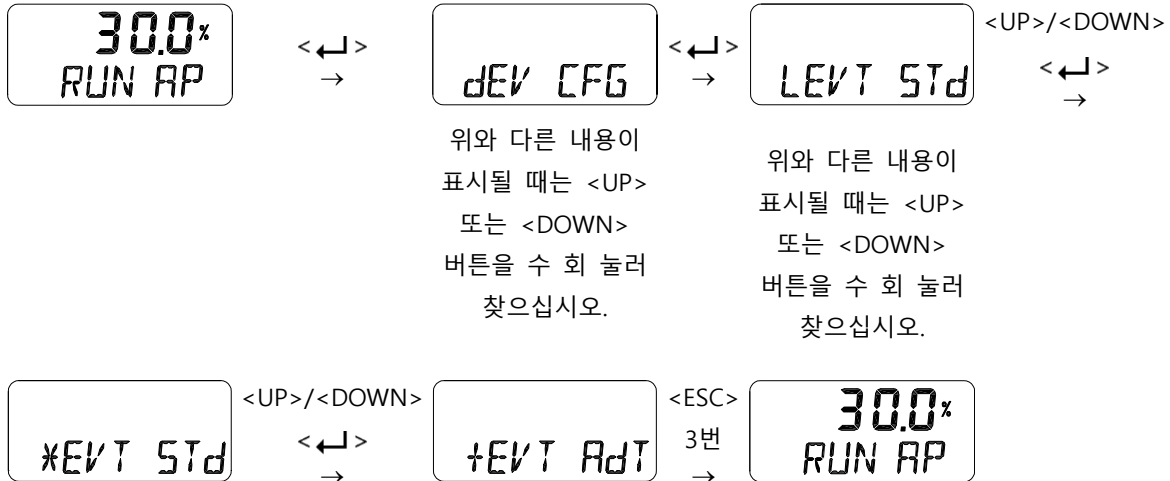 30.0%
RUN AP
< ↵ >
→
dEV CFG
위와 다른 내용이
표시될 때는 <UP>
또는 <DOWN>
버튼을 수 회 눌러
찾으십시오.
< ↵ >
→
LEVT STd
위와 다른 내용이
표시될 때는 <UP>
또는 <DOWN>
버튼을 수 회 눌러
찾으십시오.
<UP>/<DOWN>
< ↵ >
→
*EVT STd
<UP>/<DOWN>
< ↵ >
→
+EVT AdT
<ESC>
3번
→
30.0%
RUN AP